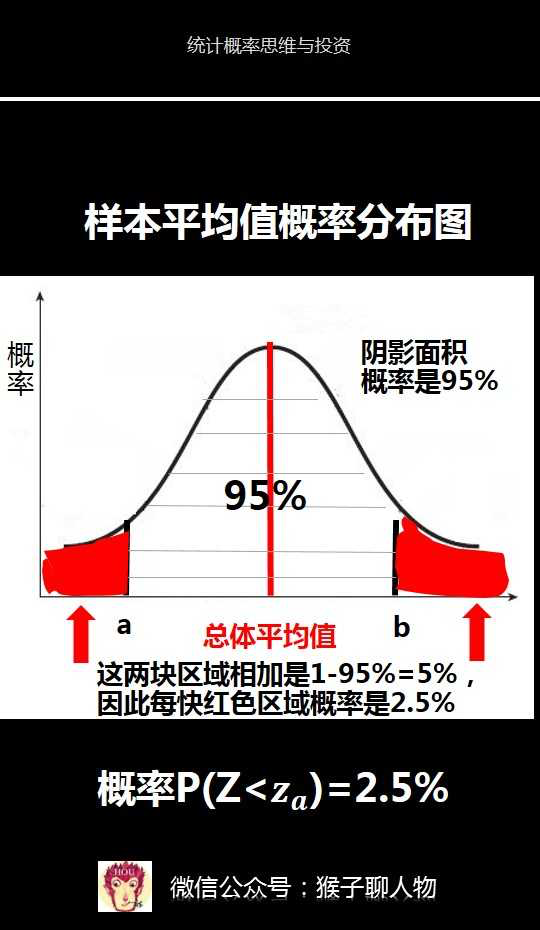 统计概率思维与投资
样本平均值概率分布图
概率
阴影面积
概率是95%
95%
a
总体平均值
b
这两块区域相加是1-95%=5%，
因此每快红色区域概率是2.5%
概率P(Z<zₐ)=2.5%
HOU
微信公众号：猴子聊人物